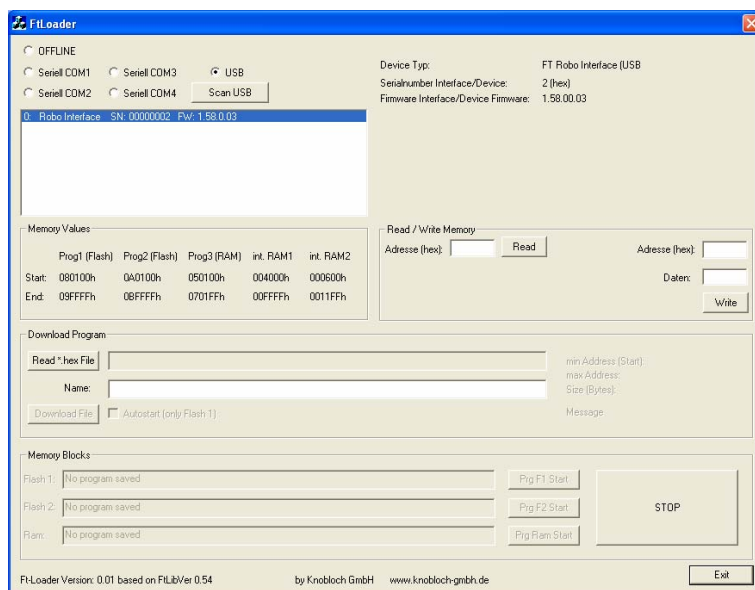 FtLoader
OFFLINE
Seriell COM1 Seriell COM3 USB
Seriell COM2 Seriell COM4 Scan USB
Device Typ: FT Robo Interface (USB
Serialnumber Interface/Device: 2 (hex)
Firmware Interface/Device Firmware: 1.58.00.03
0: Robo Interface SN: 00000002 FW: 1.58.0.03
Memory Values
Prog1 (Flash) Prog2 (Flash) Prog3 (RAM) int. RAM1 int. RAM2
Start: 080100h 0A0100h 050100h 004000h 000600h
End: 09FFFFh 0BFFFFh 0701FFh 00FFFFh 0011FFh
Read / Write Memory
Adresse (hex): Read Adresse (hex):
Daten:
Write
Download Program
Read *.hex File
Name:
Download File Autostart (only Flash 1)
min Address (Start):
max Address:
Size (Bytes):
Message
Memory Blocks
Flash 1: No program saved Prg F1 Start
Flash 2: No program saved Prg F2 Start
Ram: No program saved Prg Ram Start
STOP
Ft-Loader Version: 0.01 based on FtLibVer 0.54 by Knobloch GmbH www.knobloch-gmbh.de Exit